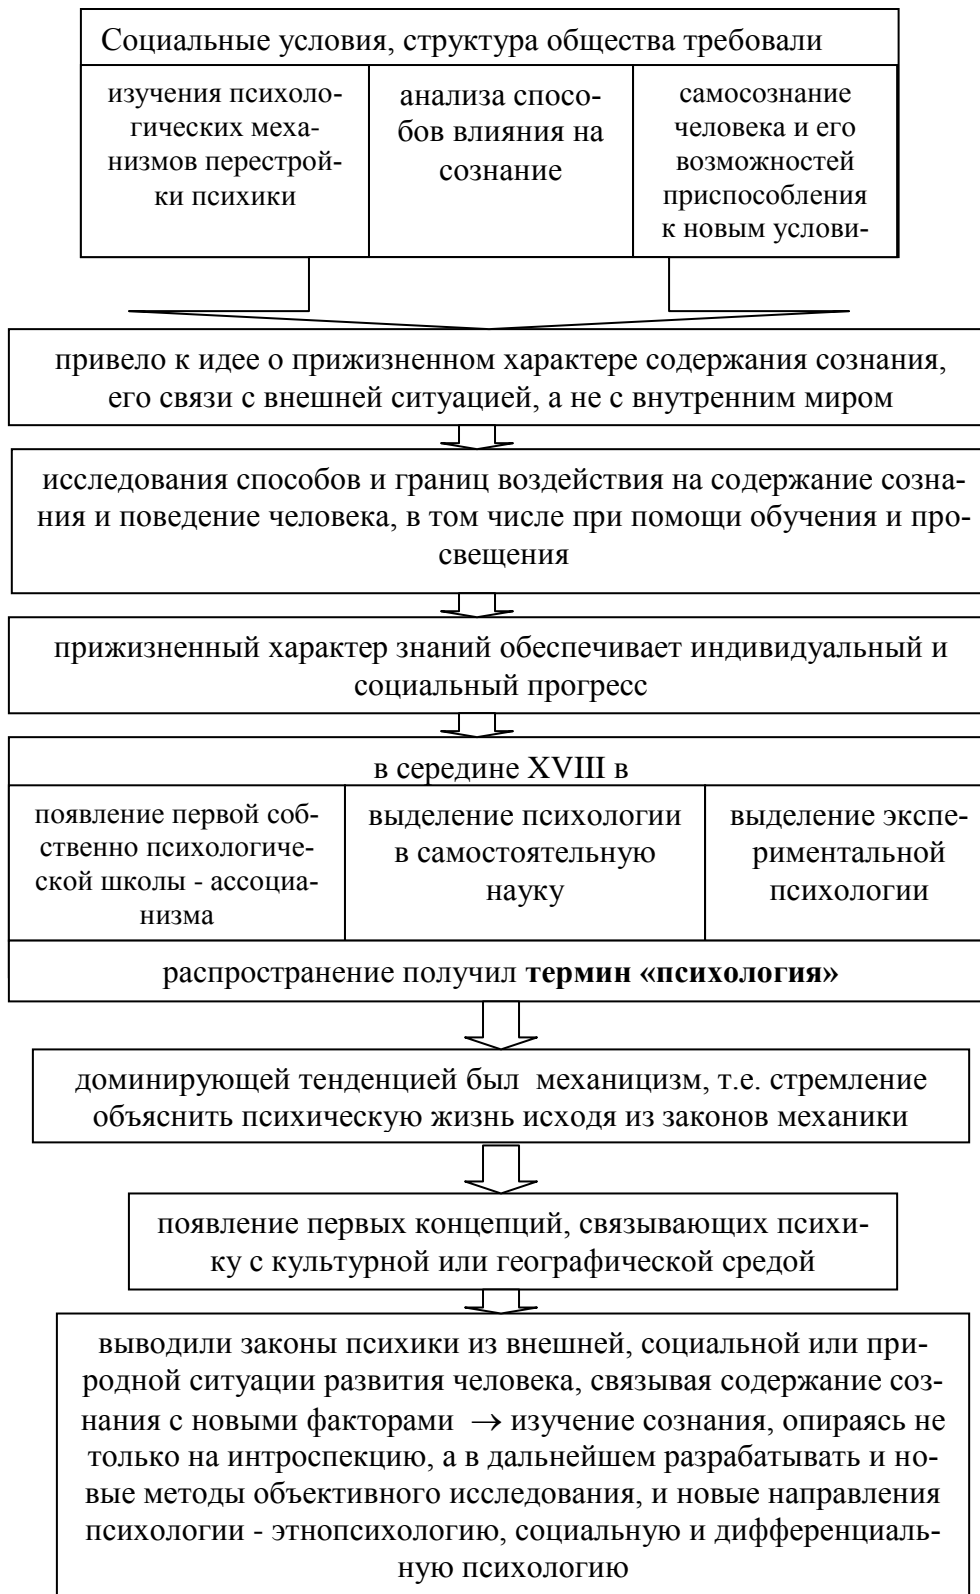 Социальные условия, структура общества требовали
изучения психоло-
гических меха-
низмов перестрой-
ки психики
анализа спосо-
бов влияния на
сознание
самосознание
человека и его
возможностей
приспособления
к новым услови-
привело к идее о прижизненном характере содержания сознания,
его связи с внешней ситуацией, а не с внутренним миром
исследования способов и границ воздействия на содержание созна-
ния и поведение человека, в том числе при помощи обучения и про-
свещения
прижизненный характер знаний обеспечивает индивидуальный и
социальный прогресс
в середине XVIII в
появление первой соб-
ственно психологиче-
ской школы - ассоциа-
низма
выделение психологии
в самостоятельную
науку
выделение экспе-
риментальной
психологии
распространение получил термин «психология»
доминирующей тенденцией был механицизм, т.е. стремление
объяснить психическую жизнь исходя из законов механики
появление первых концепций, связывающих психи-
ку с культурной или географической средой
выводили законы психики из внешней, социальной или при-
родной ситуации развития человека, связывая содержание соз-
нания с новыми факторами → изучение сознания, опираясь не
только на интроспекцию, а в дальнейшем разрабатывать и но-
вые методы объективного исследования, и новые направления
психологии - этнопсихологию, социальную и дифференциаль-
ную психологию